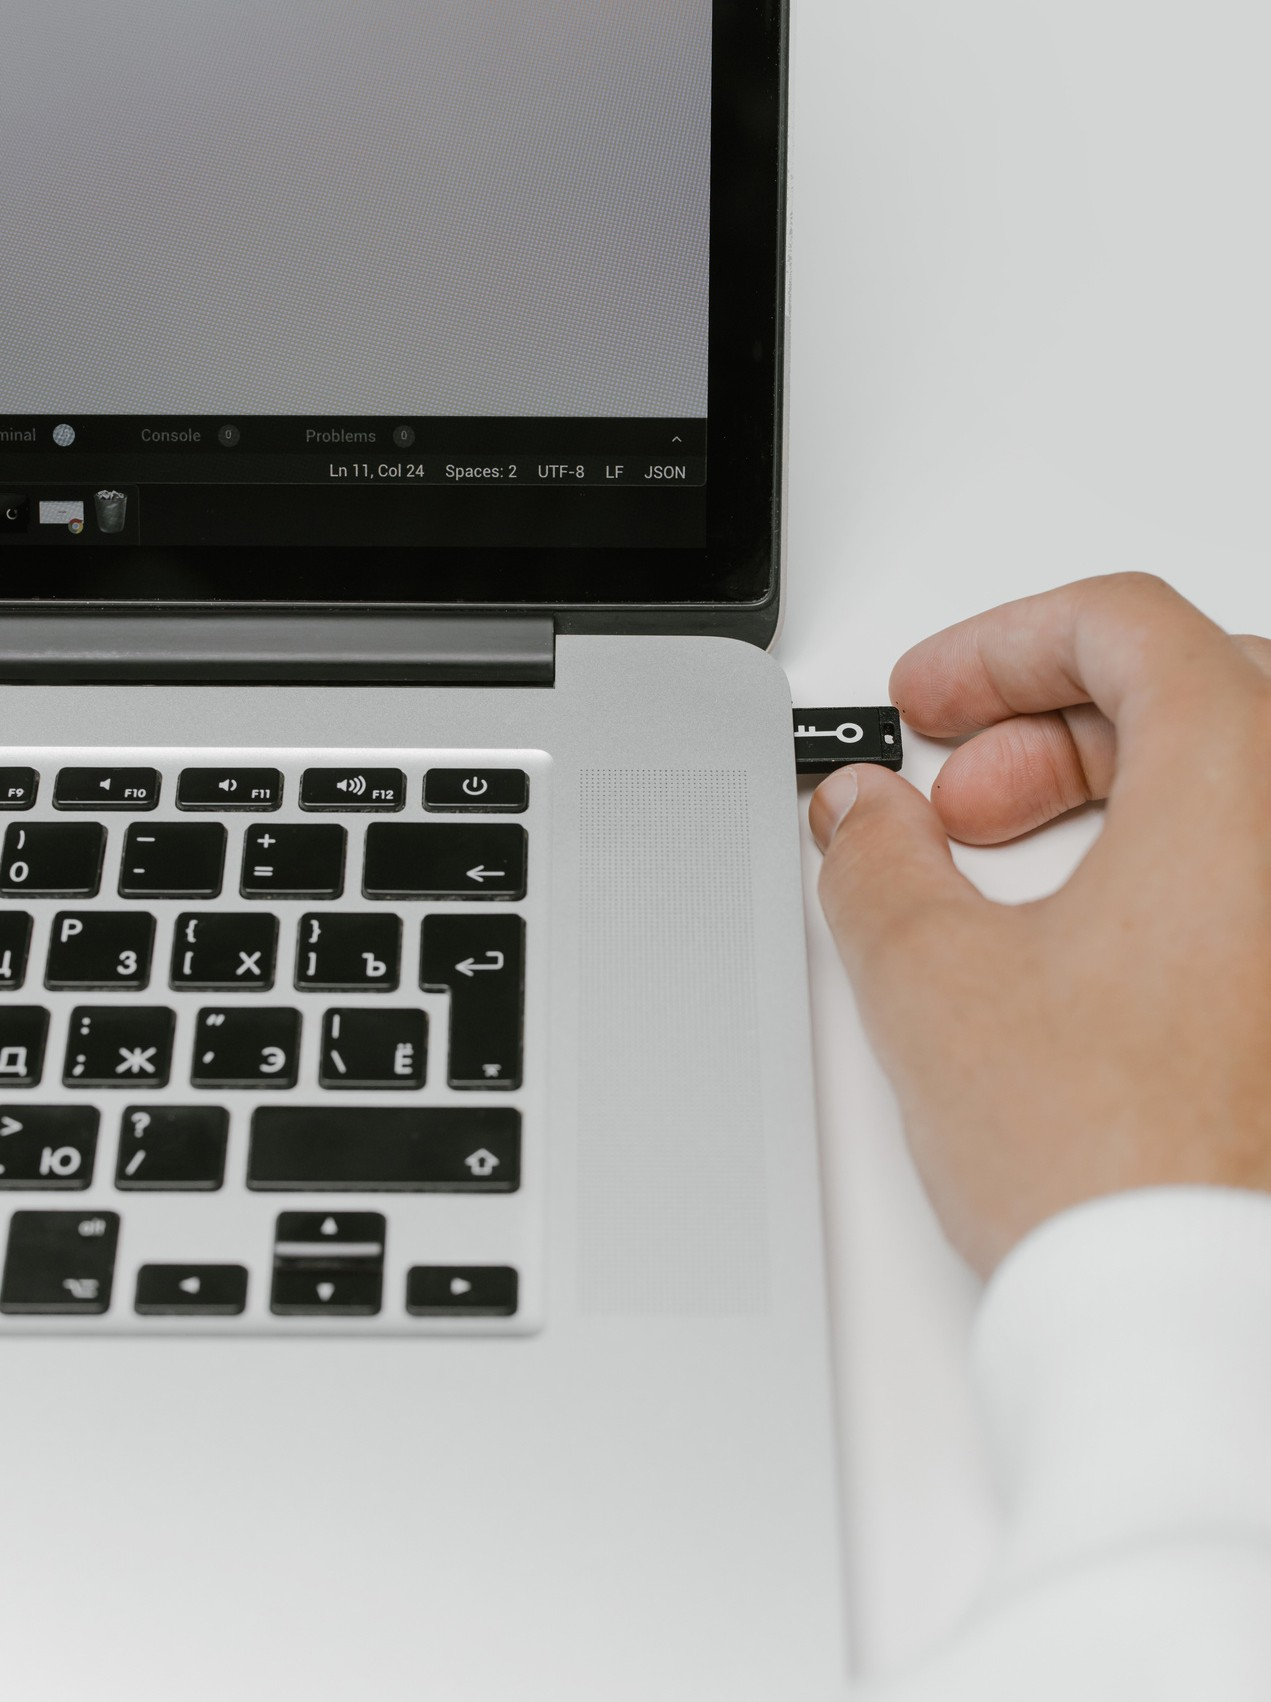 minal Console 0 Problems 0
Ln 11, Col 24 Spaces: 2 UTF-8 LF JSON
F9 F10 F11 F12
) - +
0 - =
P { }
Ц З [ Х ] Ъ
: " |
Д ; Ж ' Э \ Ё
> ?
. Ю /
alt